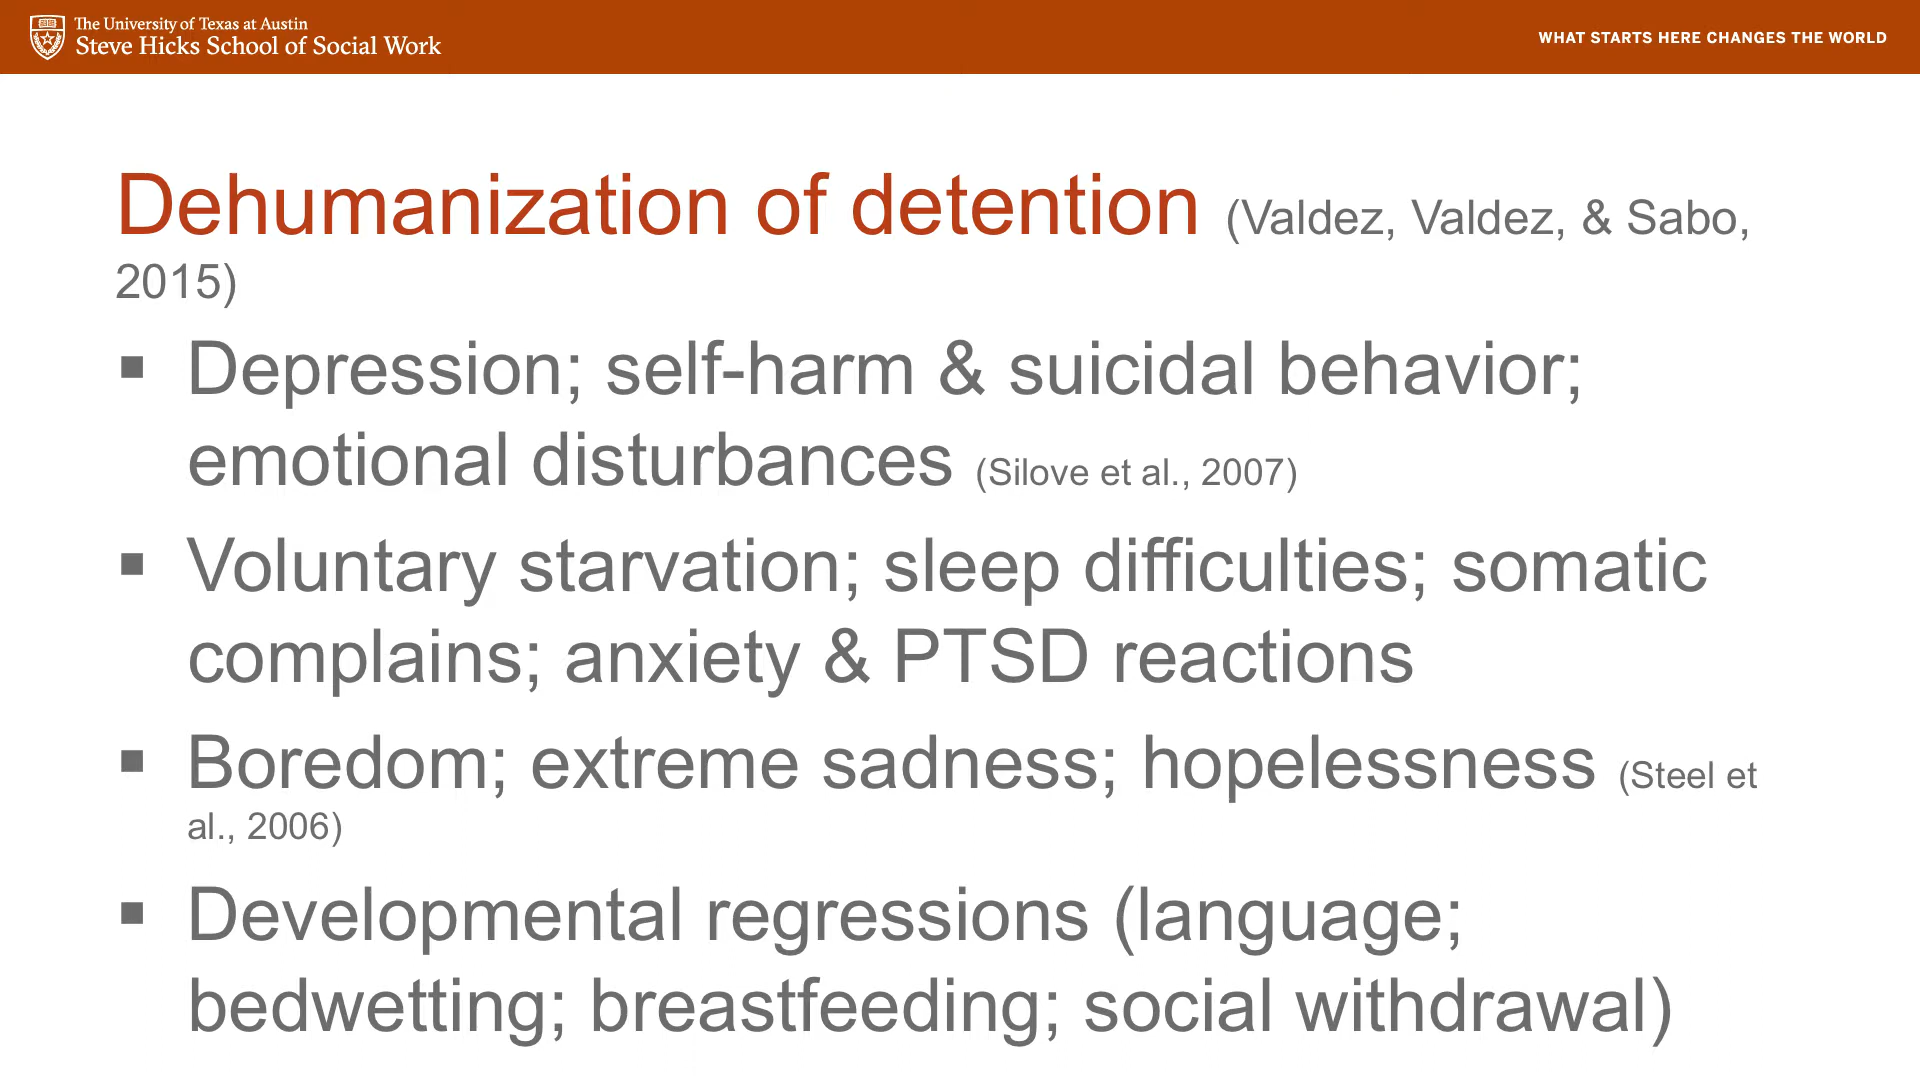 The University of Texas at Austin
Steve Hicks School of Social Work
WHAT STARTS HERE CHANGES THE WORLD
Dehumanization of detention (Valdez, Valdez, & Sabo,
2015)
▪ Depression; self-harm & suicidal behavior;
emotional disturbances (Silove et al., 2007)
▪ Voluntary starvation; sleep difficulties; somatic
complains; anxiety & PTSD reactions
▪ Boredom; extreme sadness; hopelessness (Steel et
al., 2006)
▪ Developmental regressions (language;
bedwetting; breastfeeding; social withdrawal)